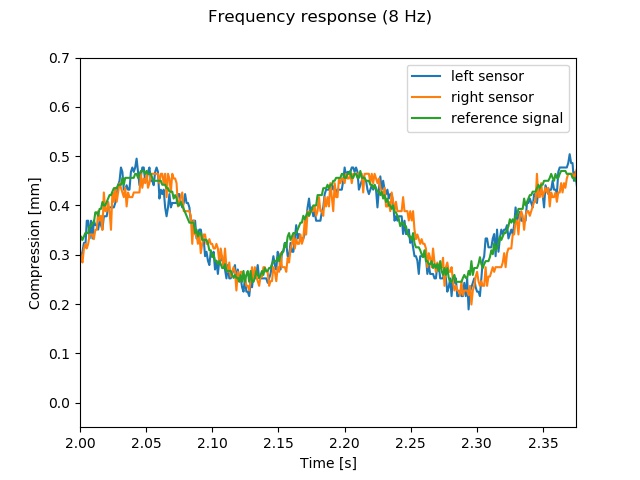 Frequency response (8 Hz)
left sensor
right sensor
reference signal
0.7
0.6
0.5
0.4
0.3
0.2
0.1
0.0
Compression [mm]
2.00 2.05 2.10 2.15 2.20 2.25 2.30 2.35
Time [s]